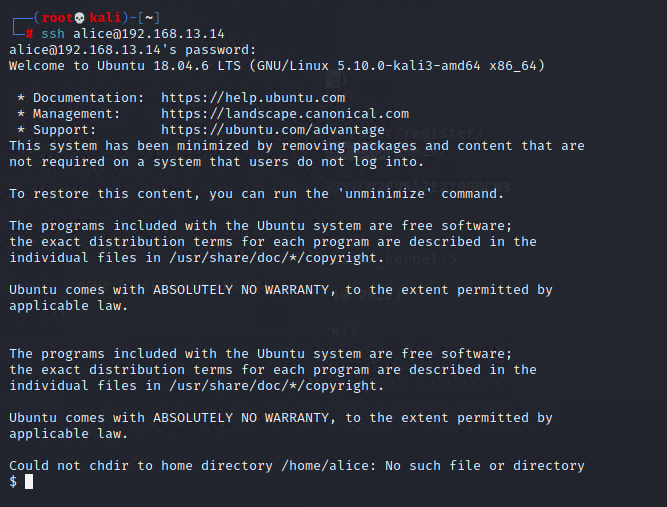 ┌──(root💀kali)-[~]
└─# ssh alice@192.168.13.14
alice@192.168.13.14's password:
Welcome to Ubuntu 18.04.6 LTS (GNU/Linux 5.10.0-kali3-amd64 x86_64)
 * Documentation:  https://help.ubuntu.com
 * Management:     https://landscape.canonical.com
 * Support:        https://ubuntu.com/advantage
This system has been minimized by removing packages and content that are
not required on a system that users do not log into.
To restore this content, you can run the 'unminimize' command.
The programs included with the Ubuntu system are free software;
the exact distribution terms for each program are described in the
individual files in /usr/share/doc/*/copyright.
Ubuntu comes with ABSOLUTELY NO WARRANTY, to the extent permitted by
applicable law.
The programs included with the Ubuntu system are free software;
the exact distribution terms for each program are described in the
individual files in /usr/share/doc/*/copyright.
Ubuntu comes with ABSOLUTELY NO WARRANTY, to the extent permitted by
applicable law.
Could not chdir to home directory /home/alice: No such file or directory
$